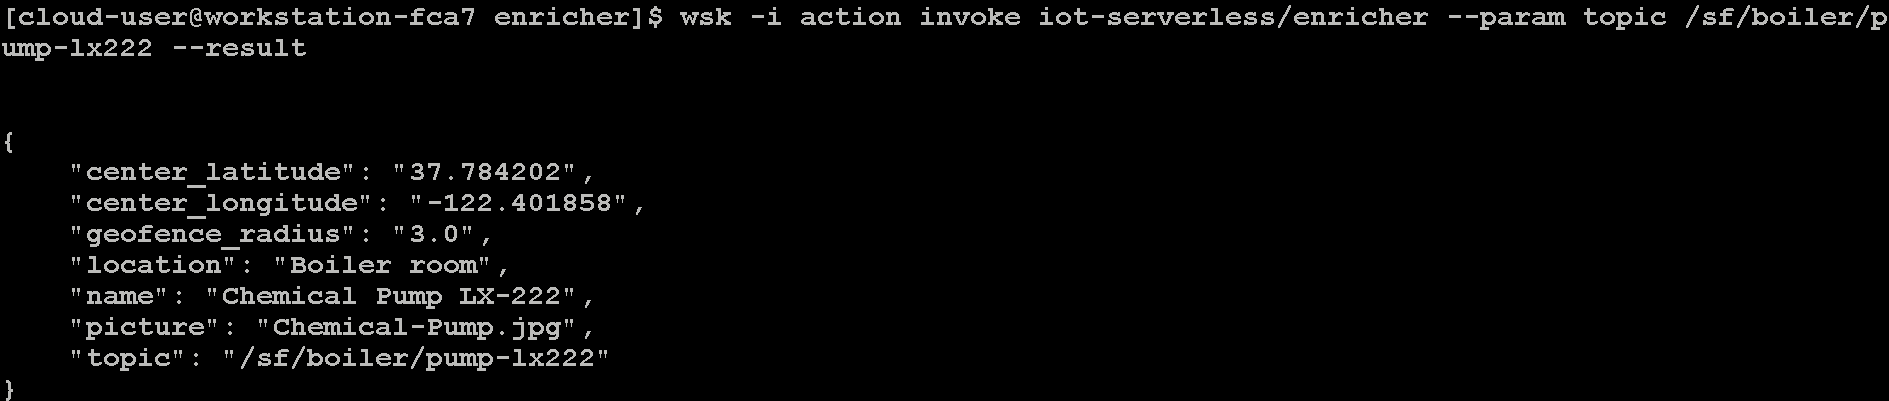 [cloud-user@workstation-fca7 enricher]$ wsk -i action invoke iot-serverless/enricher --param topic /sf/boiler/p
ump-lx222 --result
{
    "center_latitude": "37.784202",
    "center_longitude": "-122.401858",
    "geofence_radius": "3.0",
    "location": "Boiler room",
    "name": "Chemical Pump LX-222",
    "picture": "Chemical-Pump.jpg",
    "topic": "/sf/boiler/pump-lx222"
}